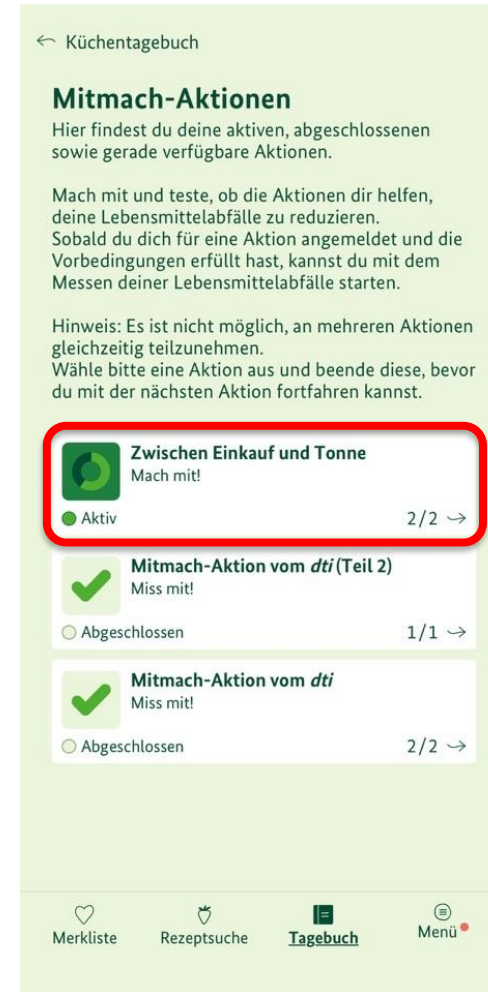 Küchentagebuch
Mitmach-Aktionen
Hier findest du deine aktiven, abgeschlossenen
sowie gerade verfügbare Aktionen.
Mach mit und teste, ob die Aktionen dir helfen,
deine Lebensmittelabfälle zu reduzieren.
Sobald du dich für eine Aktion angemeldet und die
Vorbedingungen erfüllt hast, kannst du mit dem
Messen deiner Lebensmittelabfälle starten.
Hinweis: Es ist nicht möglich, an mehreren Aktionen
gleichzeitig teilzunehmen.
Wähle bitte eine Aktion aus und beende diese, bevor
du mit der nächsten Aktion fortfahren kannst.
Zwischen Einkauf und Tonne
Mach mit!
Aktiv 2/2
Mitmach-Aktion vom dti (Teil 2)
Miss mit!
Abgeschlossen 1/1
Mitmach-Aktion vom dti
Miss mit!
Abgeschlossen 2/2
Merkliste Rezeptsuche Tagebuch Menü